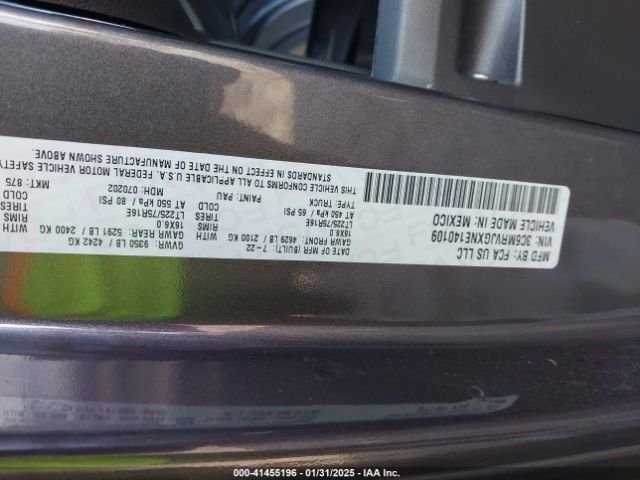 MFD BY: FCA US LLC
DATE OF MFR (BUILT): 7-22
GVWR:
9350 LB 4242 KG
VIN: 3C6MRVJGXNE140109
GAWR FRONT: 4629 LB 2100 KG
WITH
GAWR REAR: 5291 LB 2400 KG
WITH
VEHICLE MADE IN: MEXICO
16X6.0
RIMS
16X6.0
RIMS
LT225/75R16E
TIRES
LT225/75R16E
TIRES
AT 450 kPa / 65 PSI
COLD
AT 550 kPa / 80 PSI
COLD
TYPE: TRUCK
PAINT: PAU
MDH: 070202
MKT: 875
THIS VEHICLE CONFORMS TO ALL APPLICABLE U.S.A. FEDERAL MOTOR VEHICLE SAFETY
STANDARDS IN EFFECT ON THE DATE OF MANUFACTURE SHOWN ABOVE.
000-41455196 - 01/31/2025 - IAA Inc.